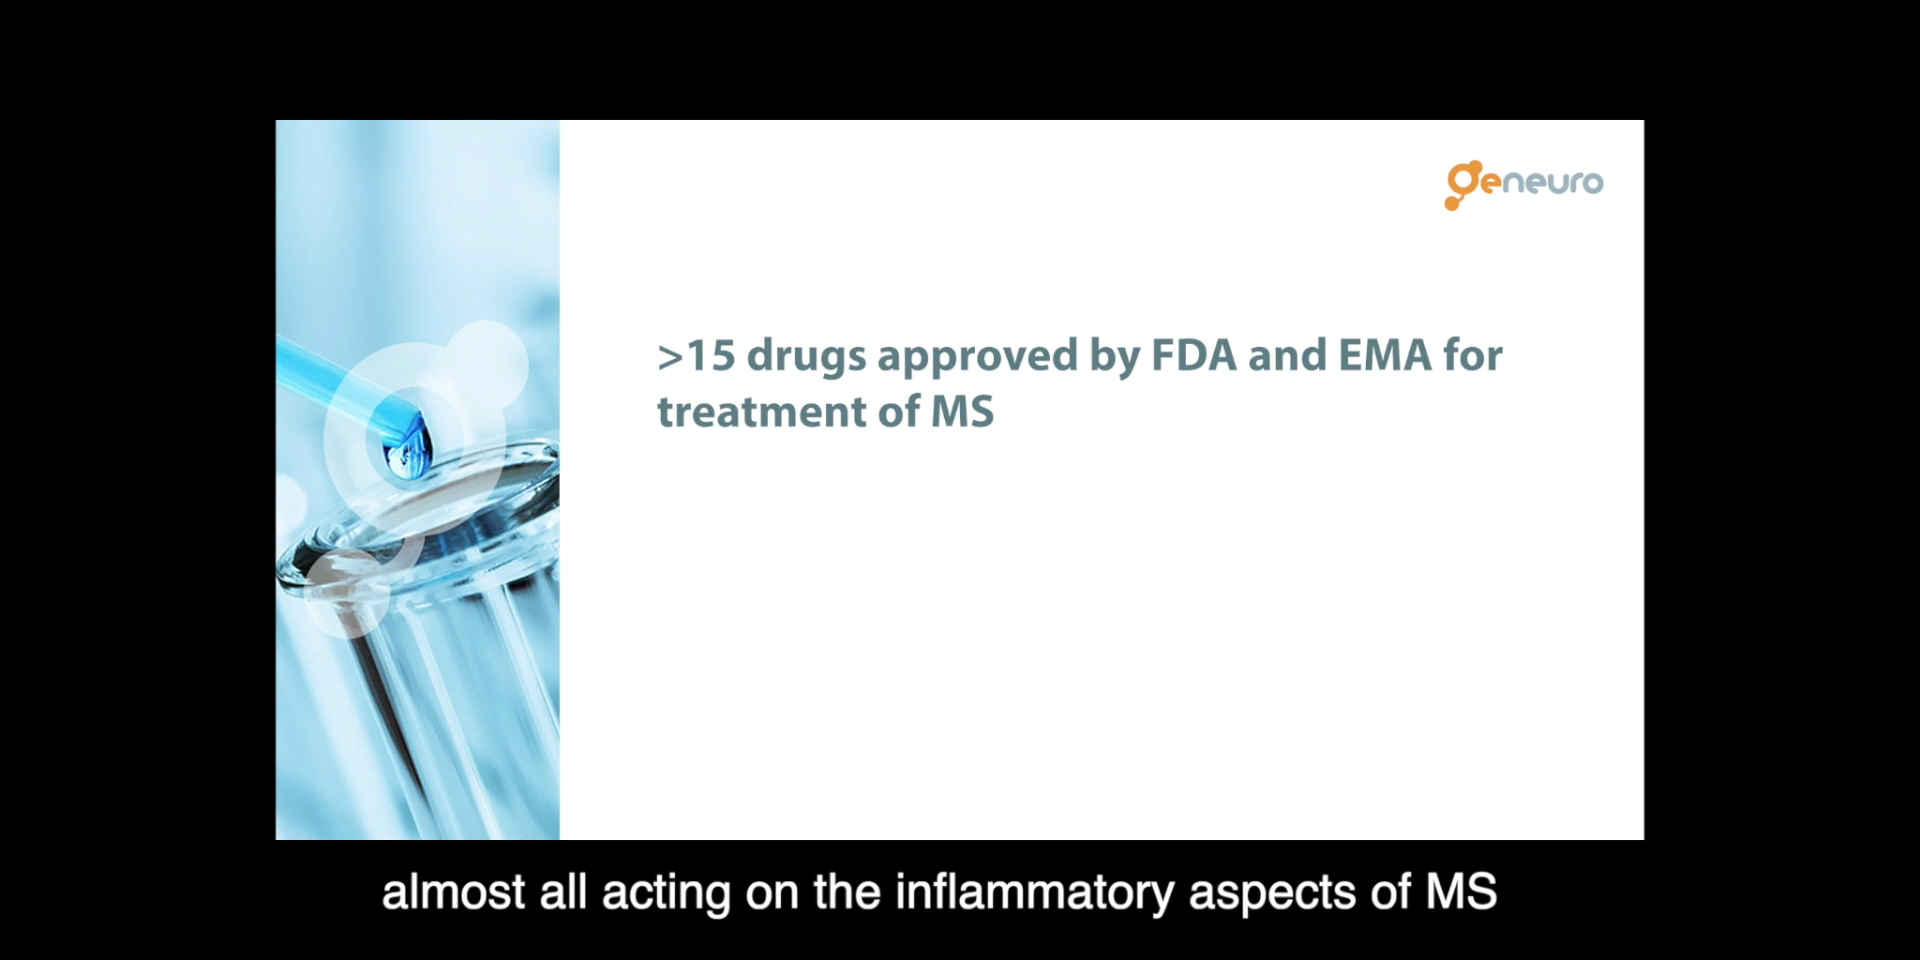 geneuro
>15 drugs approved by FDA and EMA for
treatment of MS
almost all acting on the inflammatory aspects of MS